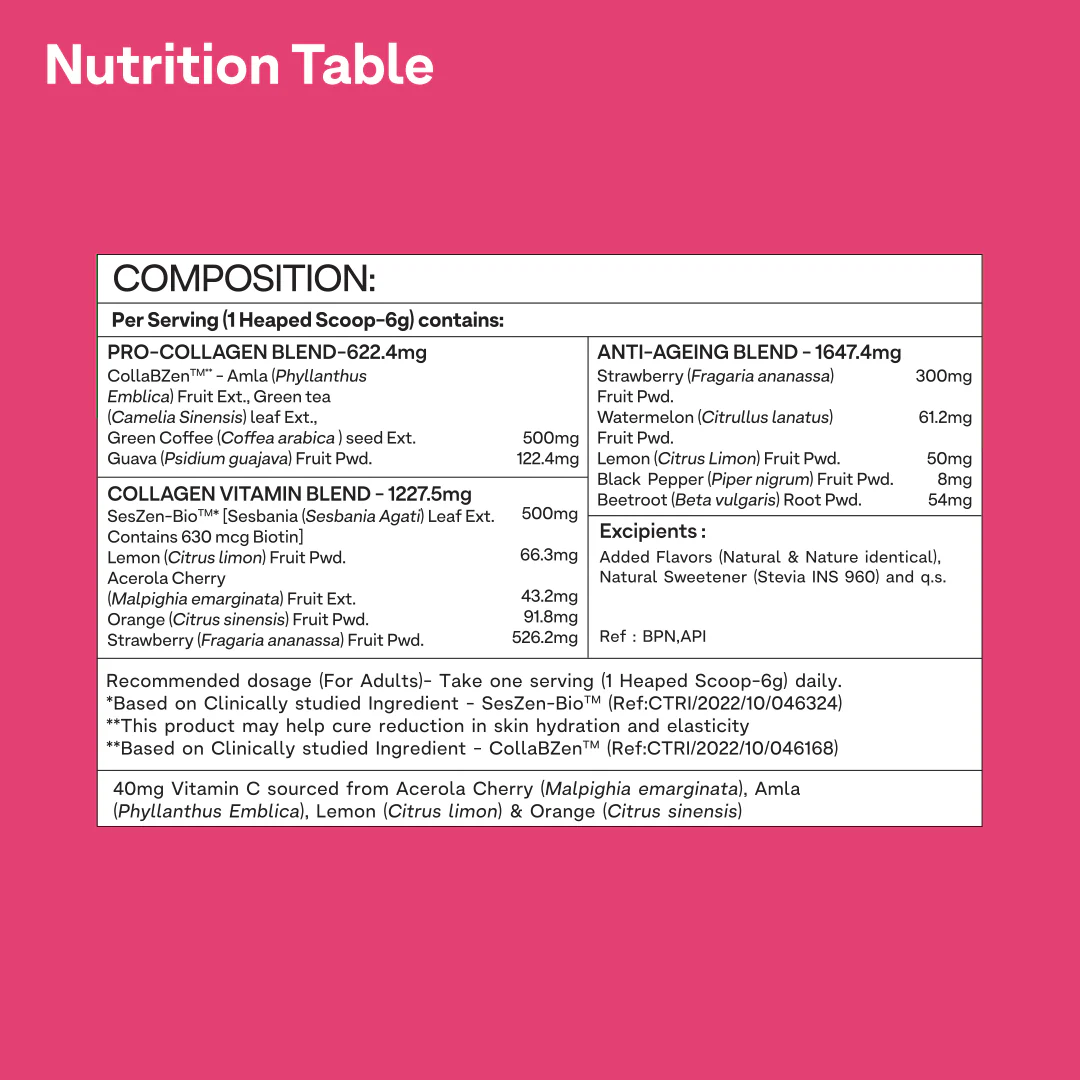 Nutrition Table
COMPOSITION:
Per Serving (1 Heaped Scoop-6g) contains:
PRO-COLLAGEN BLEND-622.4mg
CollaBZen™** - Amla (Phyllanthus
Emblica) Fruit Ext., Green tea
(Camelia Sinensis) leaf Ext.,
Green Coffee (Coffea arabica ) seed Ext. 500mg
Guava (Psidium guajava) Fruit Pwd. 122.4mg
COLLAGEN VITAMIN BLEND - 1227.5mg
SesZen-Bio™* [Sesbania (Sesbania Agati) Leaf Ext. 500mg
Contains 630 mcg Biotin]
Lemon (Citrus limon) Fruit Pwd. 66.3mg
Acerola Cherry
(Malpighia emarginata) Fruit Ext. 43.2mg
Orange (Citrus sinensis) Fruit Pwd. 91.8mg
Strawberry (Fragaria ananassa) Fruit Pwd. 526.2mg
ANTI-AGEING BLEND - 1647.4mg
Strawberry (Fragaria ananassa) 300mg
Fruit Pwd.
Watermelon (Citrullus lanatus) 61.2mg
Fruit Pwd.
Lemon (Citrus Limon) Fruit Pwd. 50mg
Black Pepper (Piper nigrum) Fruit Pwd. 8mg
Beetroot (Beta vulgaris) Root Pwd. 54mg
Excipients :
Added Flavors (Natural & Nature identical),
Natural Sweetener (Stevia INS 960) and q.s.
Ref : BPN,API
Recommended dosage (For Adults)- Take one serving (1 Heaped Scoop-6g) daily.
*Based on Clinically studied Ingredient - SesZen-Bio™ (Ref:CTRI/2022/10/046324)
**This product may help cure reduction in skin hydration and elasticity
**Based on Clinically studied Ingredient - CollaBZen™ (Ref:CTRI/2022/10/046168)
40mg Vitamin C sourced from Acerola Cherry (Malpighia emarginata), Amla
(Phyllanthus Emblica), Lemon (Citrus limon) & Orange (Citrus sinensis)